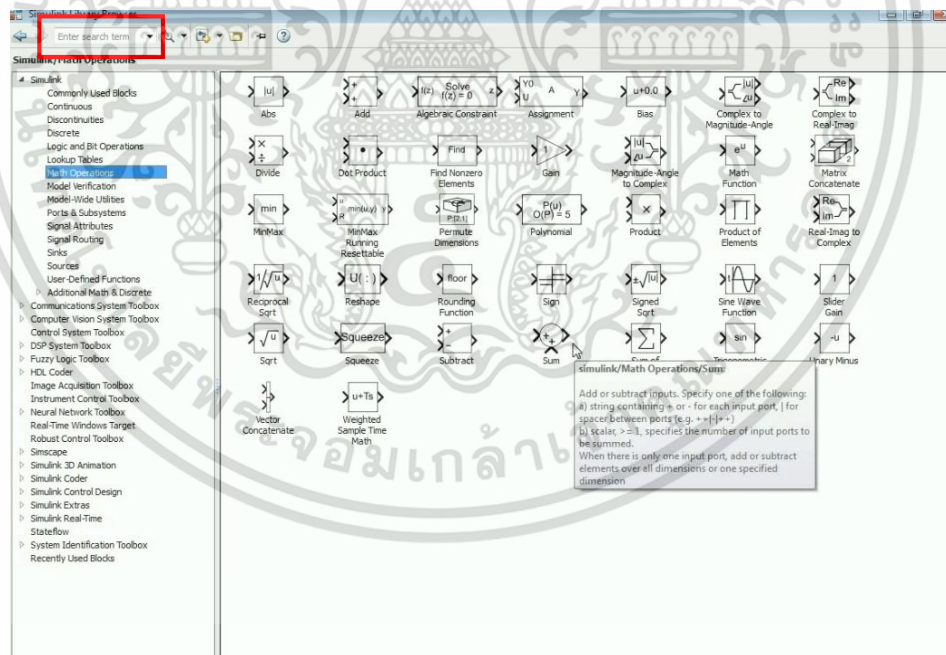 Simulink Library Browser
Enter search term
Simulink/Math Operations
Simulink
Commonly Used Blocks
Continuous
Discontinuities
Discrete
Logic and Bit Operations
Lookup Tables
Math Operations
Model Verification
Model-Wide Utilities
Ports & Subsystems
Signal Attributes
Signal Routing
Sinks
Sources
User-Defined Functions
Additional Math & Discrete
Communications System Toolbox
Computer Vision System Toolbox
Control System Toolbox
DSP System Toolbox
Fuzzy Logic Toolbox
HDL Coder
Image Acquisition Toolbox
Instrument Control Toolbox
Neural Network Toolbox
Real-Time Windows Target
Robust Control Toolbox
Simscape
Simulink 3D Animation
Simulink Coder
Simulink Control Design
Simulink Extras
Simulink Real-Time
Stateflow
System Identification Toolbox
Recently Used Blocks
|u|
+ +
f(z) Solve f(z) = 0 z
Y0 U A Y
u+0.0
|u| ∠u
Re Im
Abs
Add
Algebraic Constraint
Assignment
Bias
Complex to
Magnitude-Angle
Complex to
Real-Imag
× ÷
Find
1
|u| ∠u
e^u
2
Divide
Dot Product
Find Nonzero
Elements
Gain
Magnitude-Angle
to Complex
Math
Function
Matrix
Concatenate
min
u R min(u,y) y
P:[2,1]
P(u)
O(P) = 5
×
∏
Re Im
MinMax
MinMax
Running
Resettable
Permute
Dimensions
Polynomial
Product
Product of
Elements
Real-Imag to
Complex
1/√u
U( : )
floor
±√|u|
t
1
Reciprocal
Sqrt
Reshape
Rounding
Function
Sign
Signed
Sqrt
Sine Wave
Function
Slider
Gain
√u
Squeeze
+ −
+ +
∑
sin
-u
Sqrt
Squeeze
Subtract
Sum
Sum of
Trigonometric
Unary Minus
u+Ts
Vector
Concatenate
Weighted
Sample Time
Math
simulink/Math Operations/Sum:
Add or subtract inputs. Specify one of the following:
a) string containing + or - for each input port, | for
spacer between ports (e.g. ++|-|++)
b) scalar, >= 1, specifies the number of input ports to
be summed.
When there is only one input port, add or subtract
elements over all dimensions or one specified
dimension